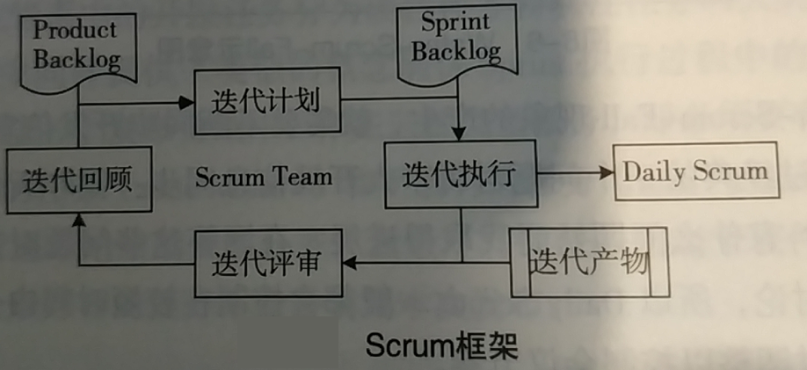 Product
Backlog
Sprint
Backlog
迭代计划
迭代回顾
Scrum Team
迭代执行
Daily Scrum
迭代评审
迭代产物
Scrum框架